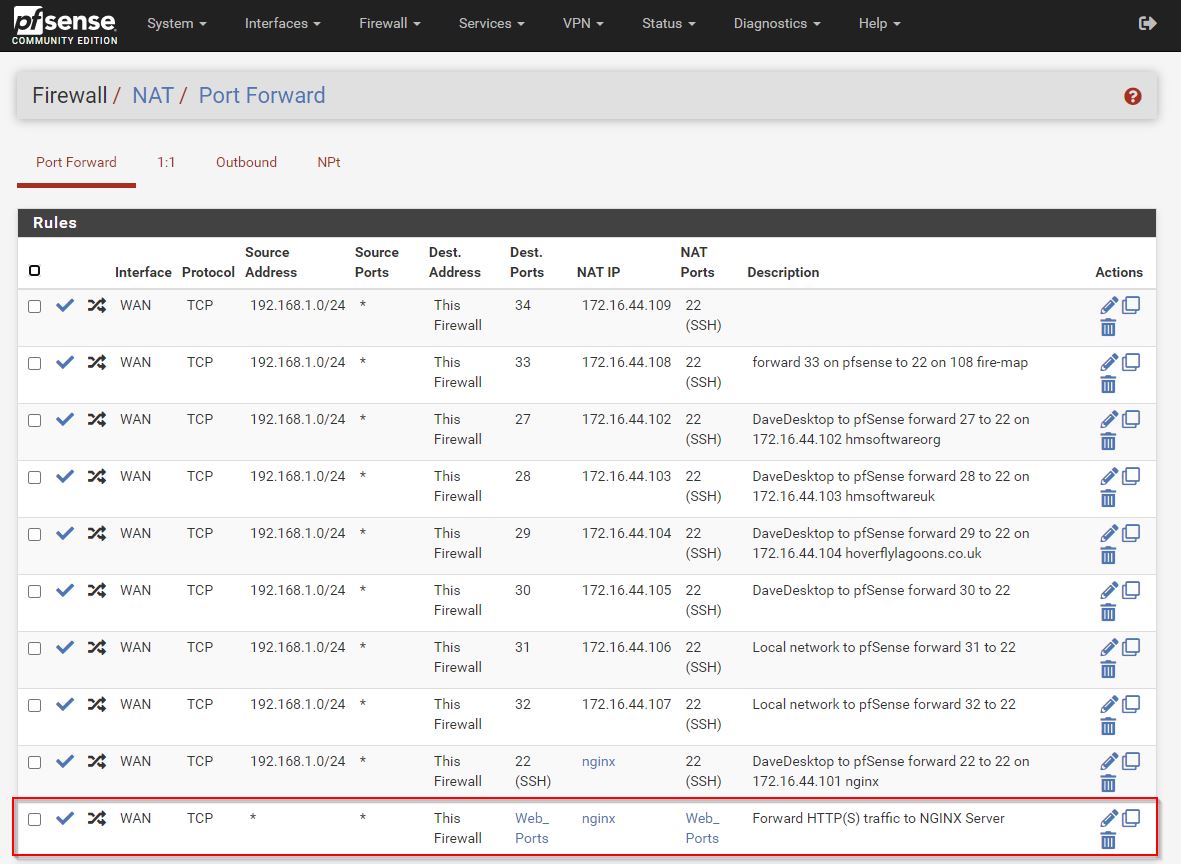 pfsense
COMMUNITY EDITION
System Interfaces Firewall Services VPN Status Diagnostics Help
Firewall / NAT / Port Forward
Port Forward 1:1 Outbound NPt
Rules
Interface Protocol Source Address Source Ports Dest. Address Dest. Ports NAT IP NAT Ports Description Actions
WAN TCP 192.168.1.0/24 * This Firewall 34 172.16.44.109 22 (SSH)
WAN TCP 192.168.1.0/24 * This Firewall 33 172.16.44.108 22 (SSH) forward 33 on pfsense to 22 on 108 fire-map
WAN TCP 192.168.1.0/24 * This Firewall 27 172.16.44.102 22 (SSH) DaveDesktop to pfSense forward 27 to 22 on 172.16.44.102 hmsoftwareorg
WAN TCP 192.168.1.0/24 * This Firewall 28 172.16.44.103 22 (SSH) DaveDesktop to pfSense forward 28 to 22 on 172.16.44.103 hmsoftwareuk
WAN TCP 192.168.1.0/24 * This Firewall 29 172.16.44.104 22 (SSH) DaveDesktop to pfSense forward 29 to 22 on 172.16.44.104 hoverflylagoons.co.uk
WAN TCP 192.168.1.0/24 * This Firewall 30 172.16.44.105 22 (SSH) DaveDesktop to pfSense forward 30 to 22
WAN TCP 192.168.1.0/24 * This Firewall 31 172.16.44.106 22 (SSH) Local network to pfSense forward 31 to 22
WAN TCP 192.168.1.0/24 * This Firewall 32 172.16.44.107 22 (SSH) Local network to pfSense forward 32 to 22
WAN TCP 192.168.1.0/24 * This Firewall 22 (SSH) nginx 22 (SSH) DaveDesktop to pfSense forward 22 to 22 on 172.16.44.101 nginx
WAN TCP * * This Firewall Web_Ports nginx Web_Ports Forward HTTP(S) traffic to NGINX Server